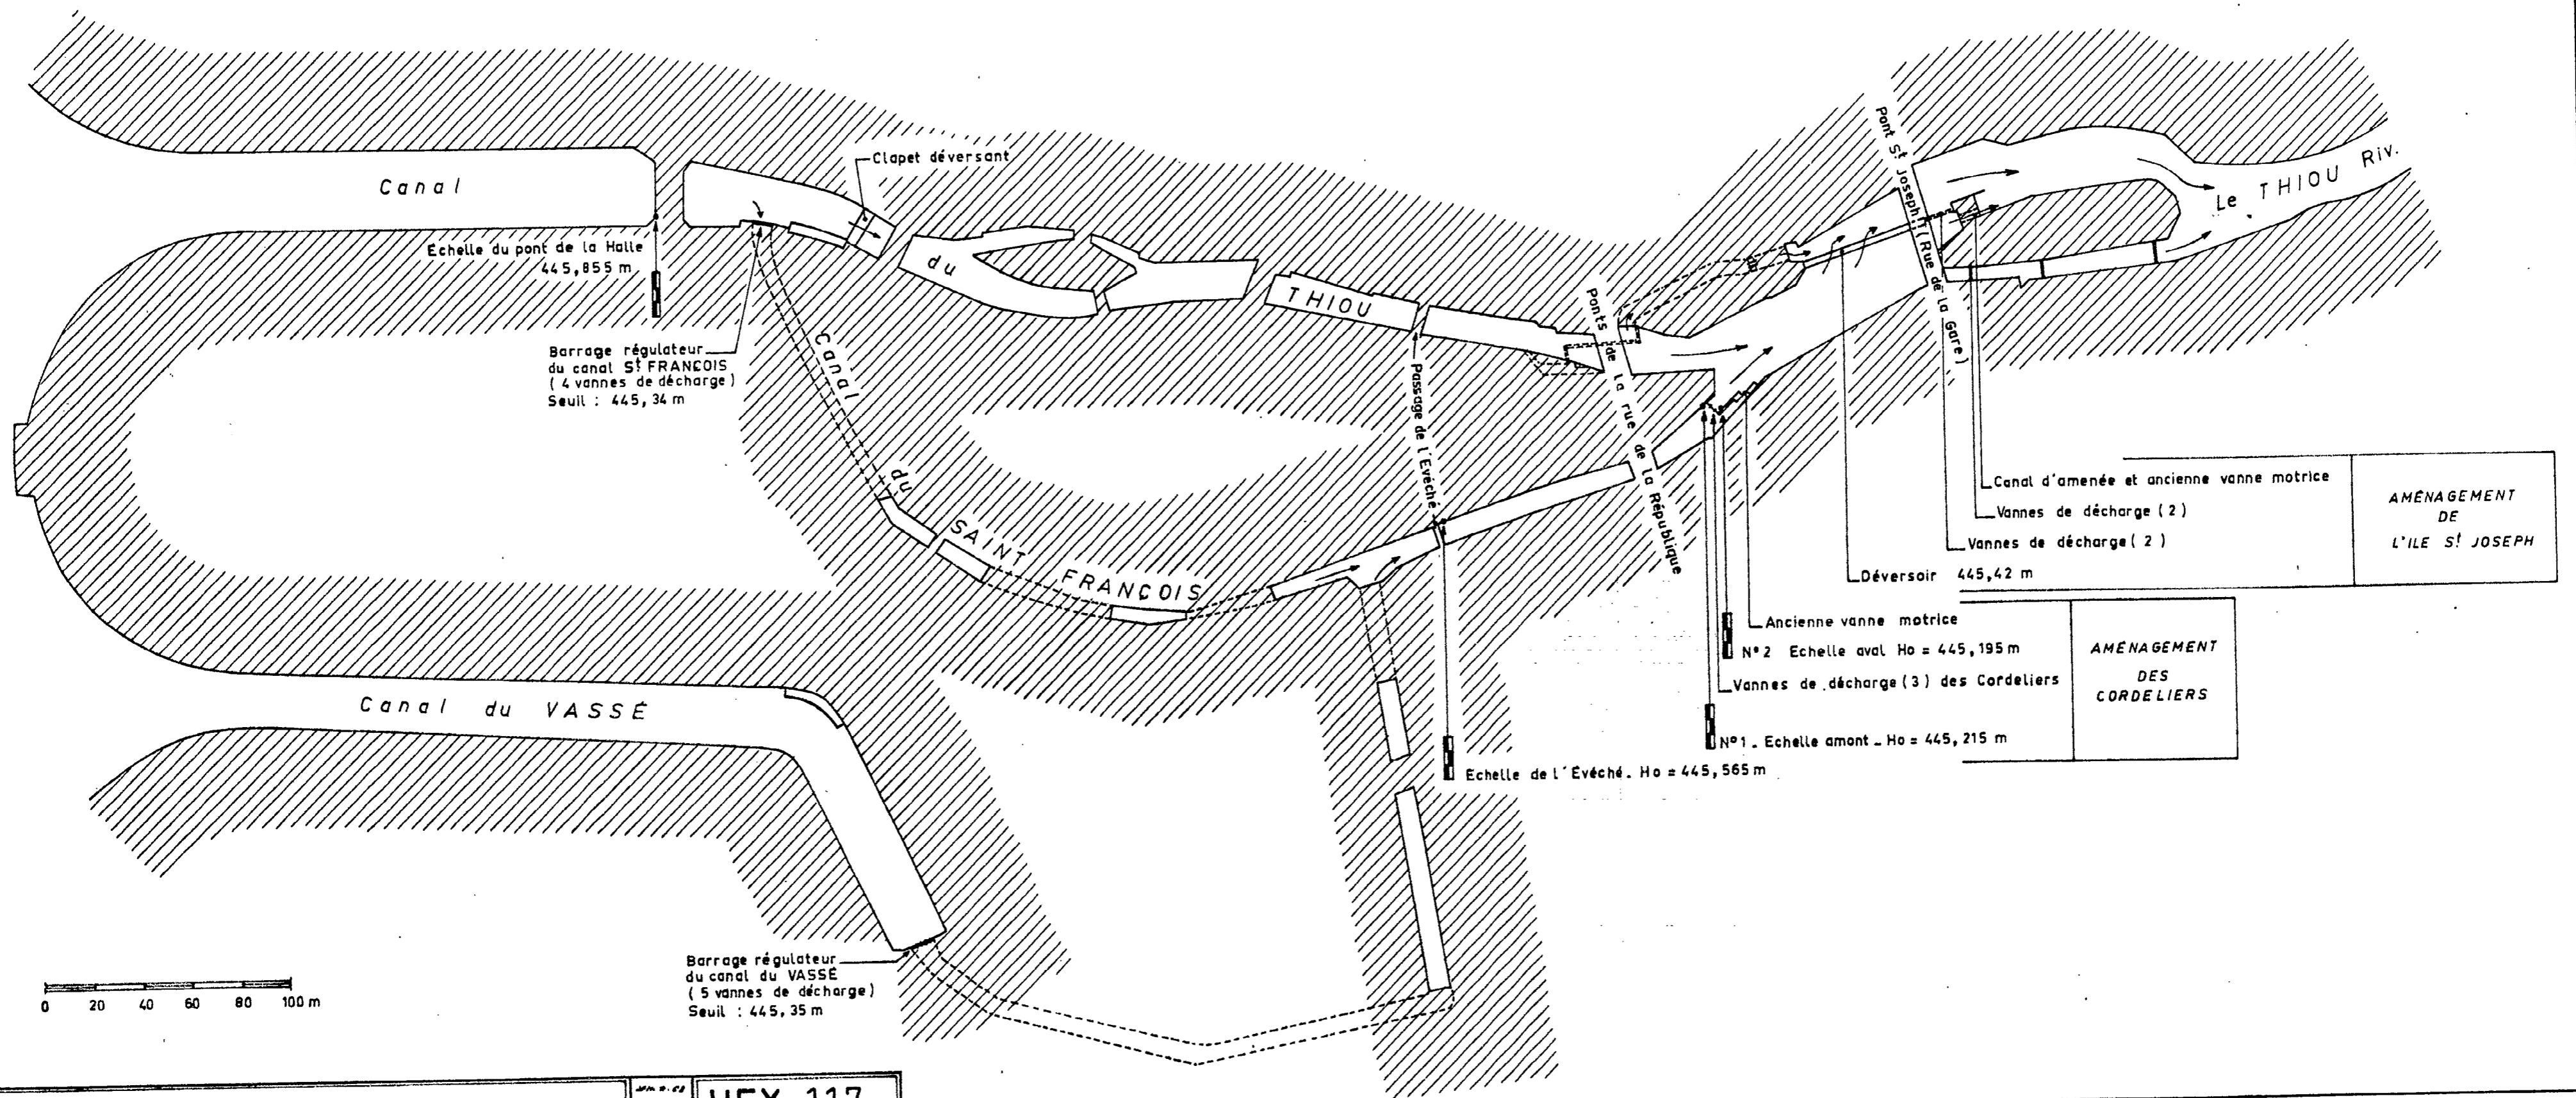 Canal
Echelle du pont de la Halle
445,855 m
Clapet déversant
du
THIOU
Barrage régulateur
du canal St FRANÇOIS
( 4 vannes de décharge )
Seuil : 445,34 m
Canal
du
SAINT
FRANÇOIS
Passage de l'Evéché
Ponts de la rue de la République
Pont St Joseph (Rue de la Gare)
Le THIOU Riv.
Canal d'amenée et ancienne vanne motrice
Vannes de décharge ( 2 )
Vannes de décharge ( 2 )
Déversoir 445,42 m
AMÉNAGEMENT
DE
L'ILE St JOSEPH
Ancienne vanne motrice
N°2 Echelle aval Ho = 445,195 m
Vannes de décharge ( 3 ) des Cordeliers
N°1 _ Echelle amont _ Ho = 445,215 m
AMÉNAGEMENT
DES
CORDELIERS
Echelle de l'Evéché _ Ho = 445,565 m
Canal du VASSÉ
Barrage régulateur
du canal du VASSÉ
( 5 vannes de décharge )
Seuil : 445,35 m
0 20 40 60 80 100 m
HEX 117